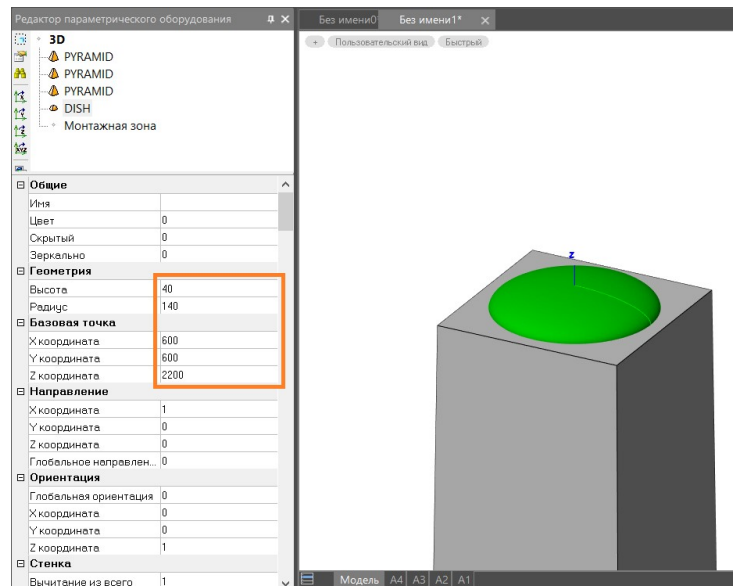 Редактор параметрического оборудования
Без имени0
Без имени1*
+ Пользовательский вид Быстрый
3D
PYRAMID
PYRAMID
PYRAMID
DISH
Монтажная зона
Общие
Имя
Цвет 0
Скрытый 0
Зеркально 0
Геометрия
Высота 40
Радиус 140
Базовая точка
X координата 600
Y координата 600
Z координата 2200
Направление
X координата 1
Y координата 0
Z координата 0
Глобальное направлен... 0
Ориентация
Глобальная ориентация 0
X координата 0
Y координата 0
Z координата 1
Стенка
Вычитание из всего 1
z
Модель A4 A3 A2 A1